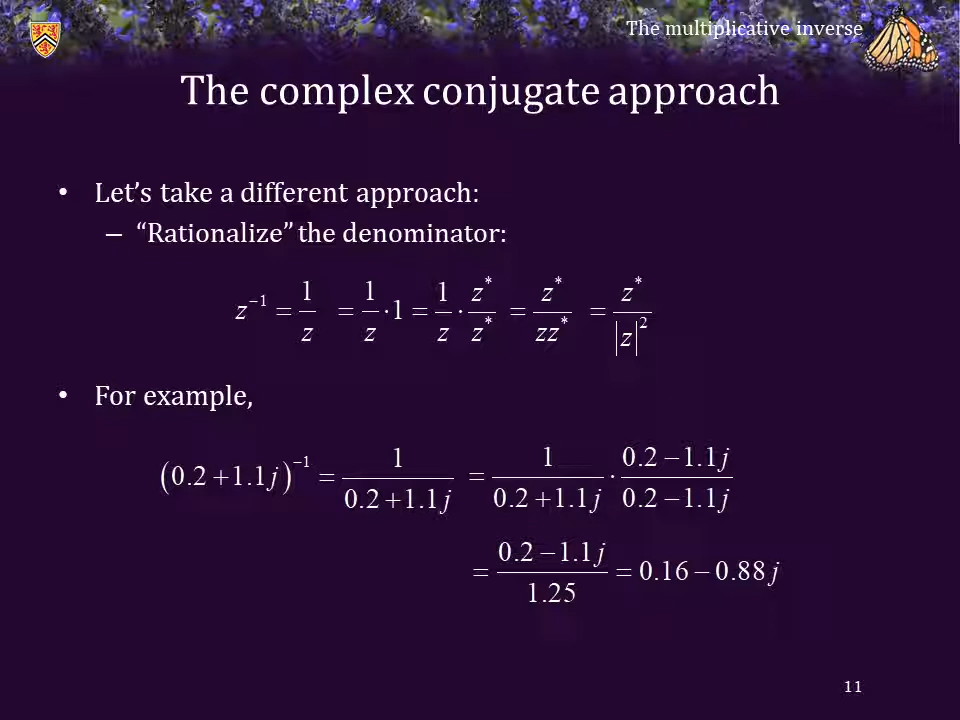 The multiplicative inverse
The complex conjugate approach
• Let’s take a different approach:
– “Rationalize” the denominator:
z⁻¹ = 1/z = 1/z · 1 = 1/z · z*/z* = z*/zz* = z*/|z|²
• For example,
(0.2 + 1.1j)⁻¹ = 1/(0.2 + 1.1j) = 1/(0.2 + 1.1j) · (0.2 − 1.1j)/(0.2 − 1.1j)
= (0.2 − 1.1j)/1.25 = 0.16 − 0.88j
11